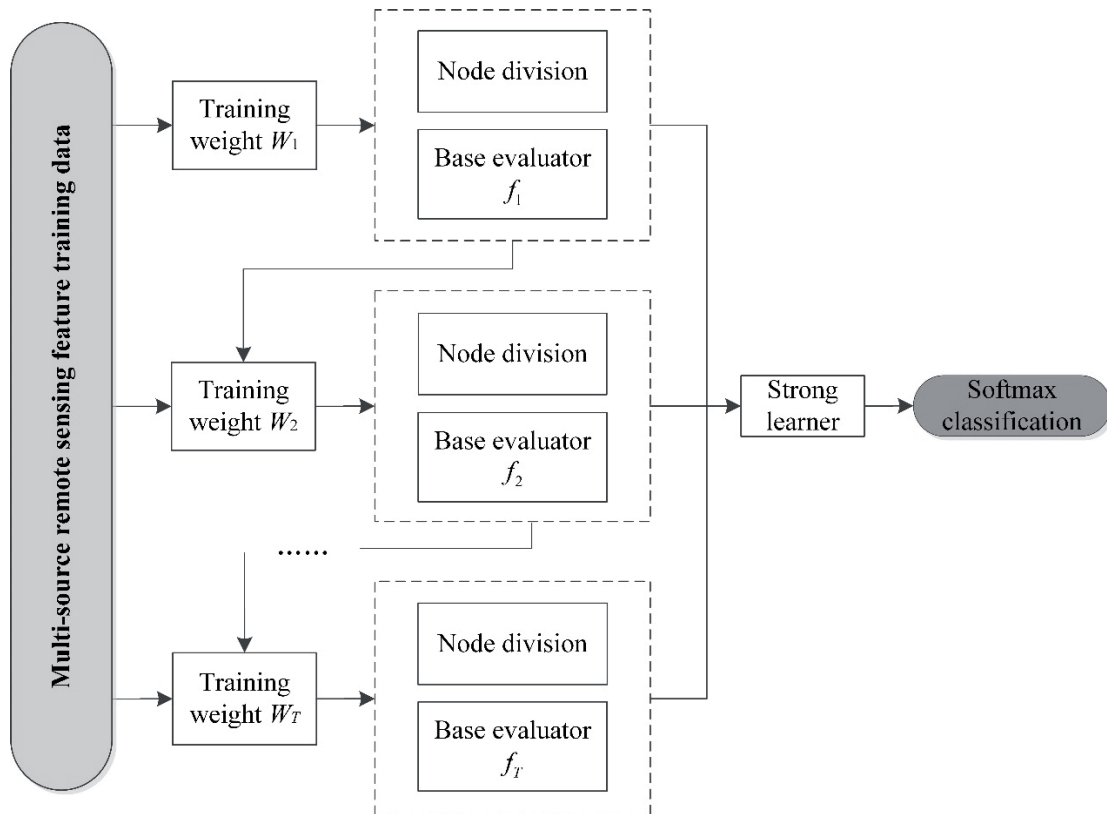 Multi-source remote sensing feature training data
Training
weight W1
Node division
Base evaluator
f1
Training
weight W2
Node division
Base evaluator
f2
......
Training
weight WT
Node division
Base evaluator
fT
Strong
learner
Softmax
classification